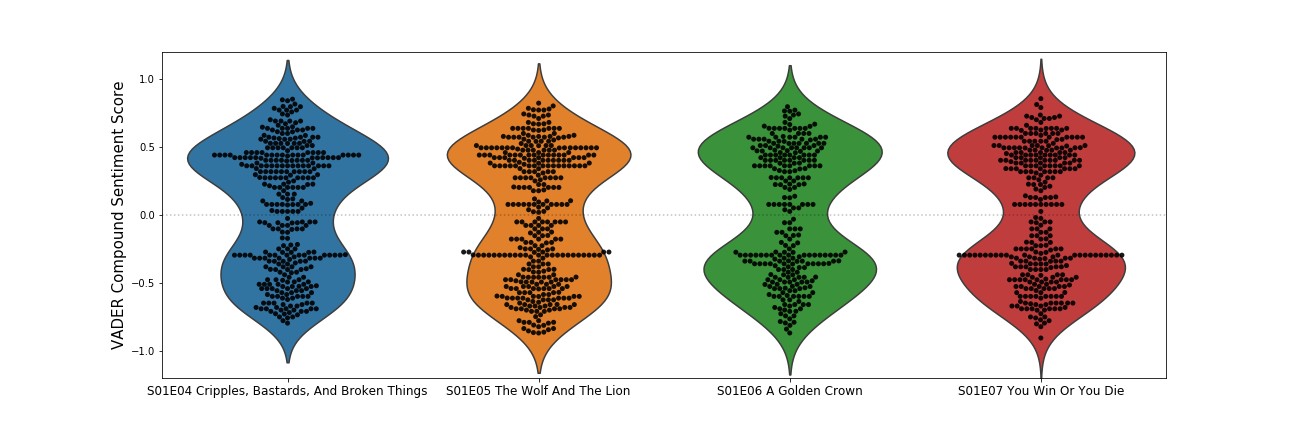 VADER Compound Sentiment Score
1.0
0.5
0.0
−0.5
−1.0
S01E04 Cripples, Bastards, And Broken Things
S01E05 The Wolf And The Lion
S01E06 A Golden Crown
S01E07 You Win Or You Die